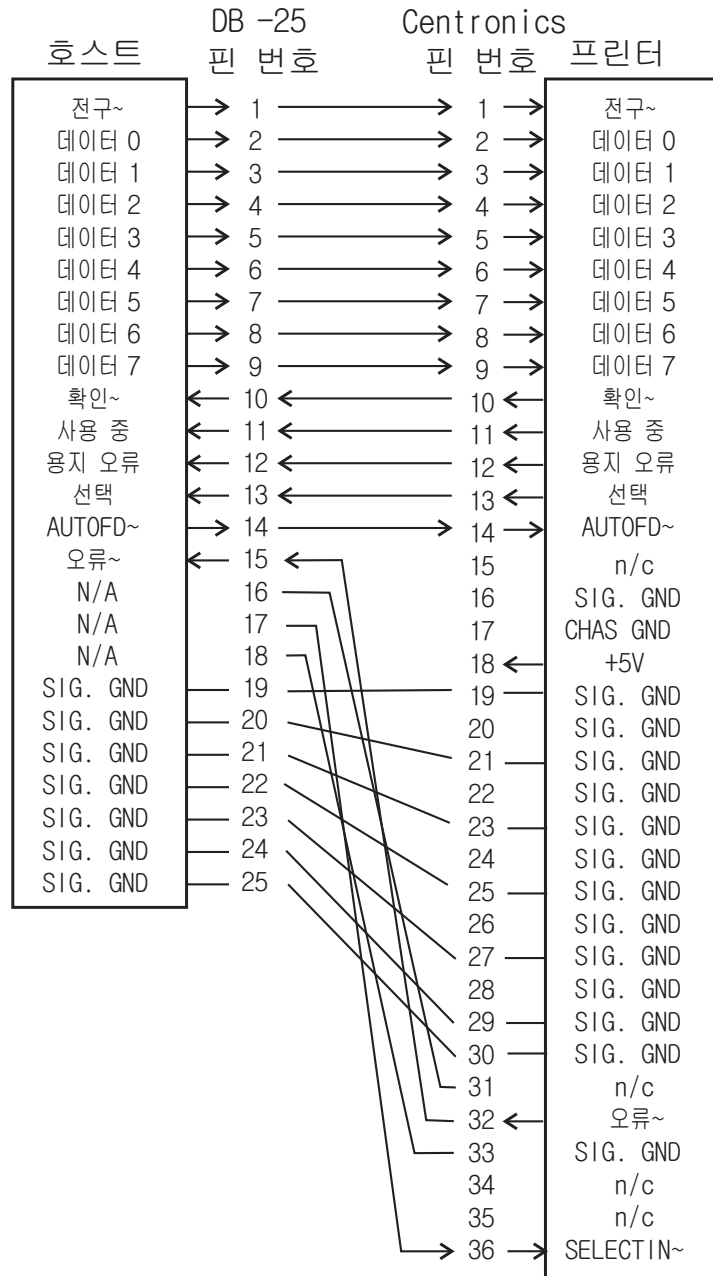 DB -25 Centronics
호스트 핀 번호 핀 번호 프린터
전구~ 1 1 전구~
데이터 0 2 2 데이터 0
데이터 1 3 3 데이터 1
데이터 2 4 4 데이터 2
데이터 3 5 5 데이터 3
데이터 4 6 6 데이터 4
데이터 5 7 7 데이터 5
데이터 6 8 8 데이터 6
데이터 7 9 9 데이터 7
확인~ 10 10 확인~
사용 중 11 11 사용 중
용지 오류 12 12 용지 오류
선택 13 13 선택
AUTOFD~ 14 14 AUTOFD~
오류~ 15 15 n/c
N/A 16 16 SIG. GND
N/A 17 17 CHAS GND
N/A 18 18 +5V
SIG. GND 19 19 SIG. GND
SIG. GND 20 20 SIG. GND
SIG. GND 21 21 SIG. GND
SIG. GND 22 22 SIG. GND
SIG. GND 23 23 SIG. GND
SIG. GND 24 24 SIG. GND
SIG. GND 25 25 SIG. GND
26 SIG. GND
27 SIG. GND
28 SIG. GND
29 SIG. GND
30 SIG. GND
31 n/c
32 오류~
33 SIG. GND
34 n/c
35 n/c
36 SELECTIN~